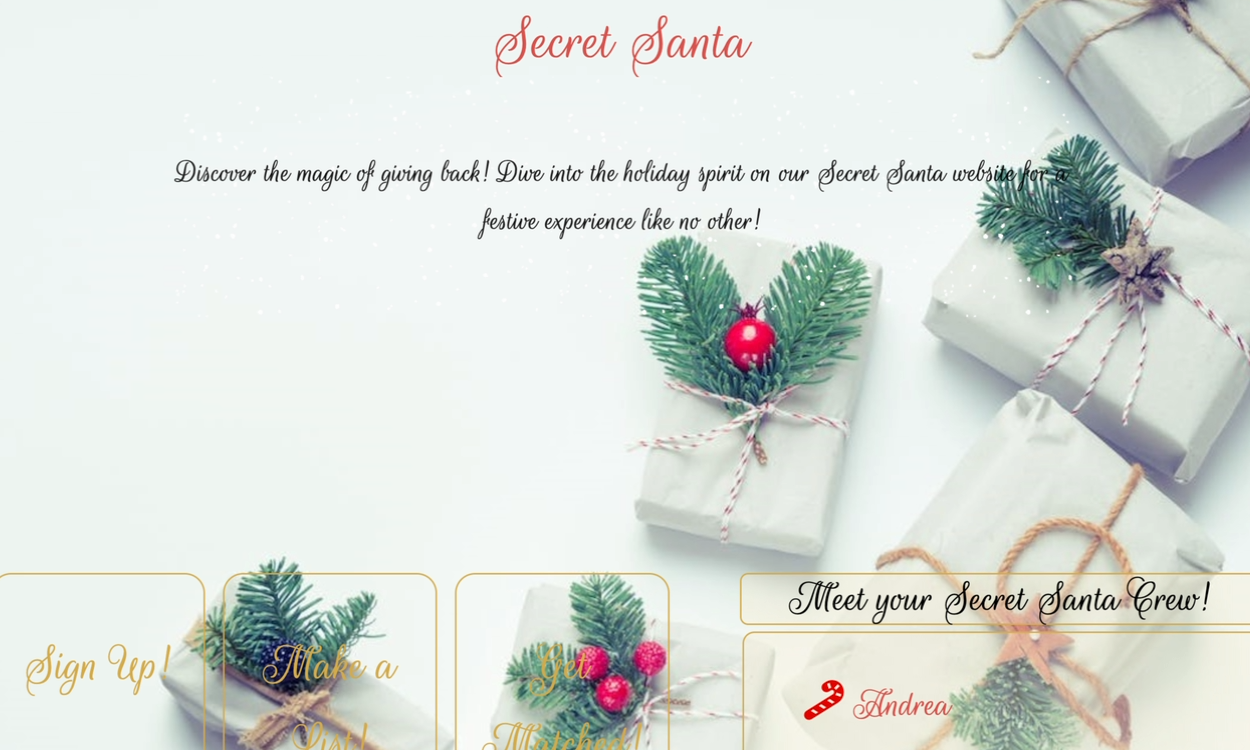 Secret Santa
Discover the magic of giving back! Dive into the holiday spirit on our Secret Santa website for a
festive experience like no other!
Sign Up!
Make a
List!
Get
Matched!
Meet your Secret Santa Crew!
Andrea